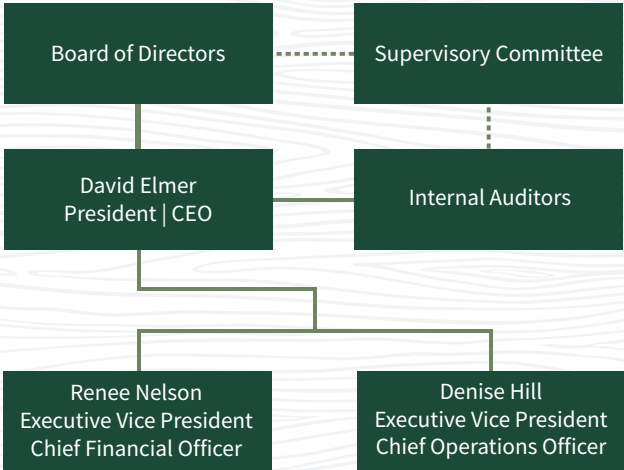 Board of Directors
Supervisory Committee
David Elmer
President | CEO
Internal Auditors
Renee Nelson
Executive Vice President
Chief Financial Officer
Denise Hill
Executive Vice President
Chief Operations Officer